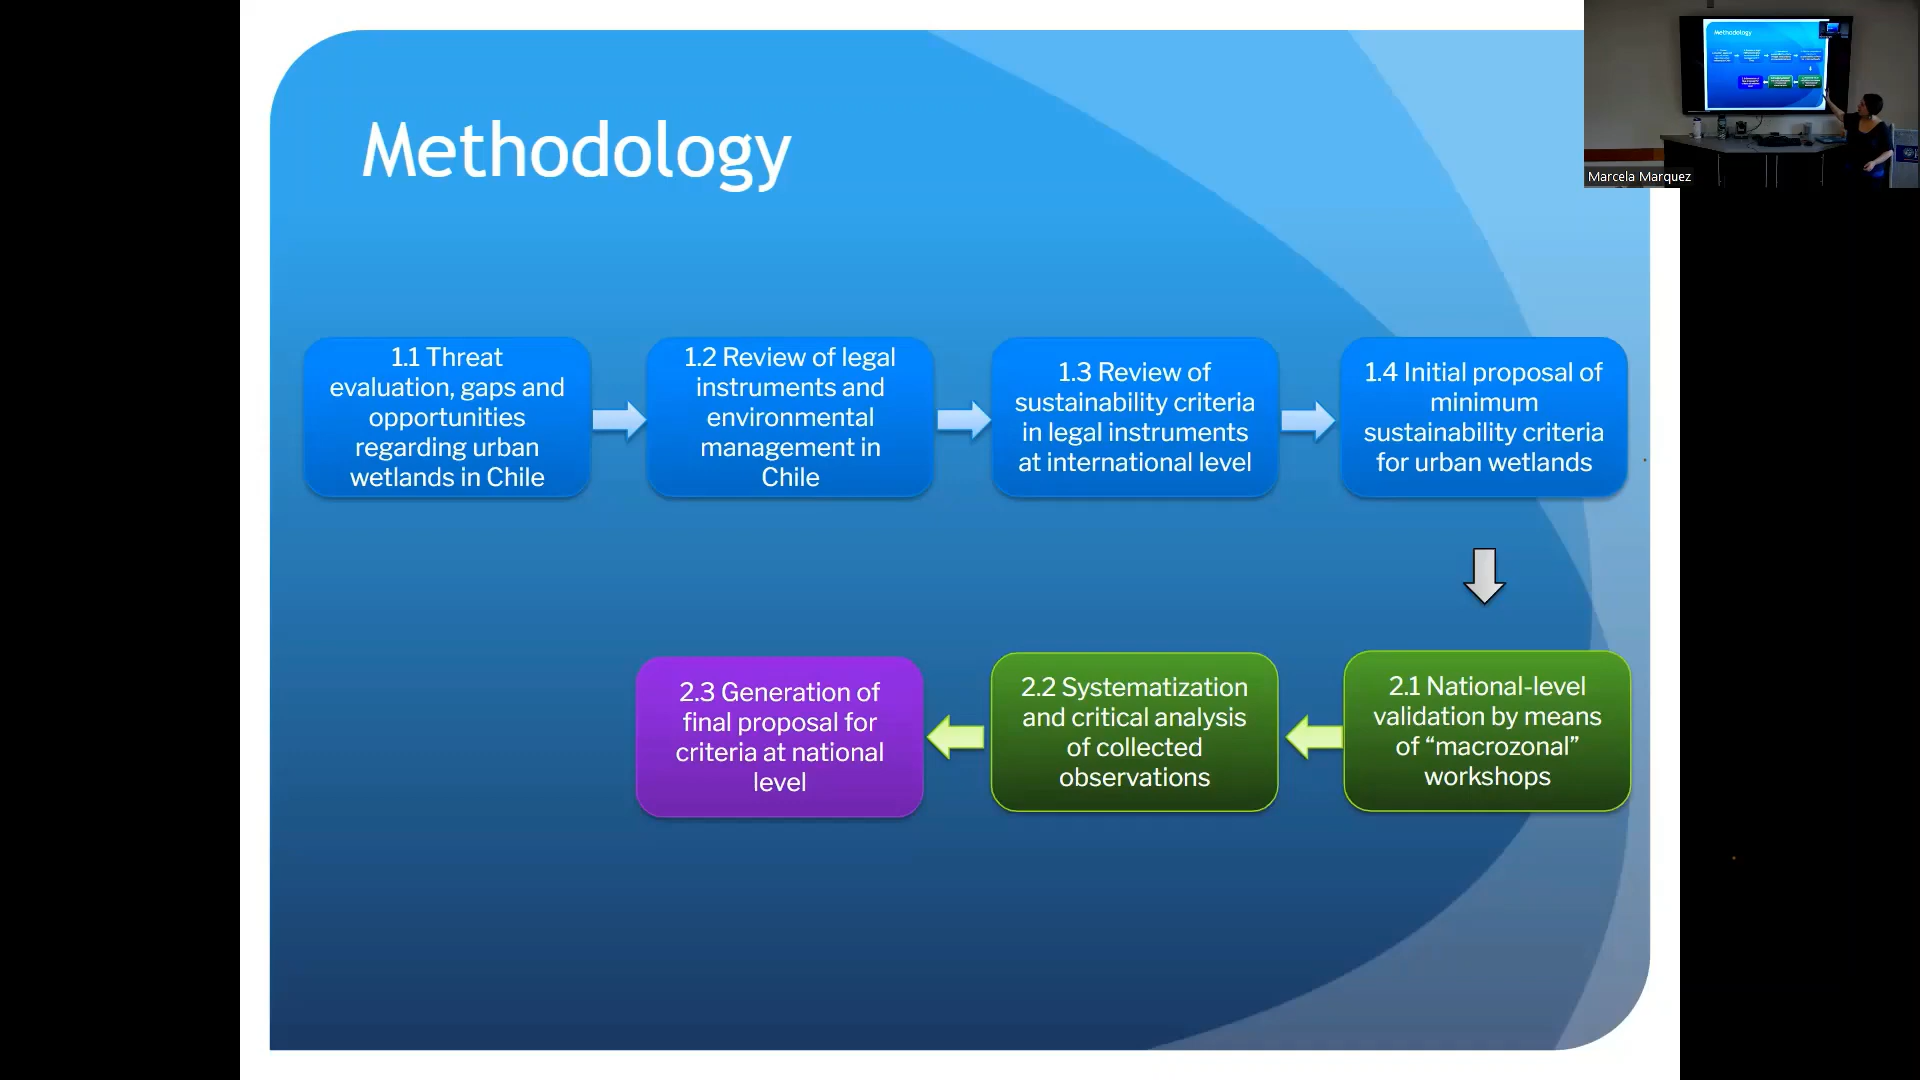 Methodology
1.1 Threat
evaluation, gaps and
opportunities
regarding urban
wetlands in Chile
1.2 Review of legal
instruments and
environmental
management in
Chile
1.3 Review of
sustainability criteria
in legal instruments
at international level
1.4 Initial proposal of
minimum
sustainability criteria
for urban wetlands
2.3 Generation of
final proposal for
criteria at national
level
2.2 Systematization
and critical analysis
of collected
observations
2.1 National-level
validation by means
of “macrozonal”
workshops
Methodology
Marcela Marquez